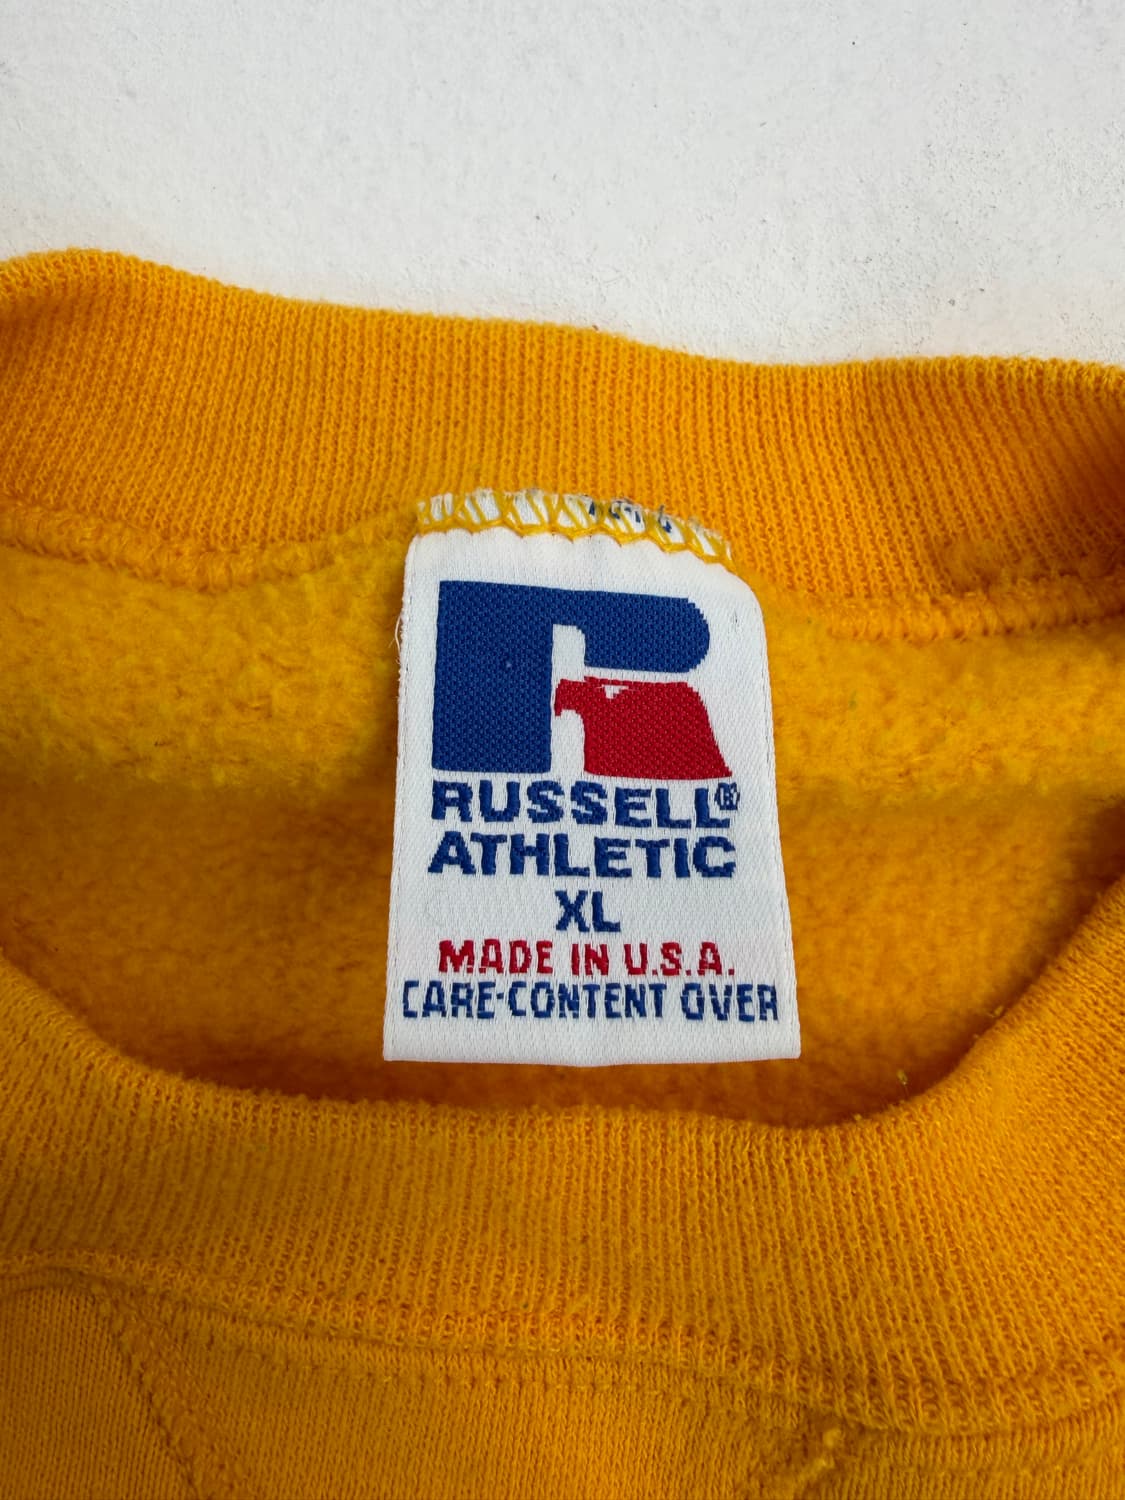 RUSSELL®
ATHLETIC
XL
MADE IN U.S.A.
CARE-CONTENT OVER